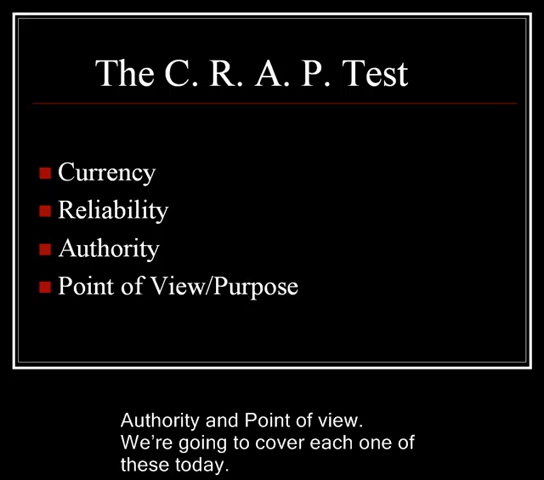 The C. R. A. P. Test
Currency
Reliability
Authority
Point of View/Purpose
Authority and Point of view.
We're going to cover each one of
these today.